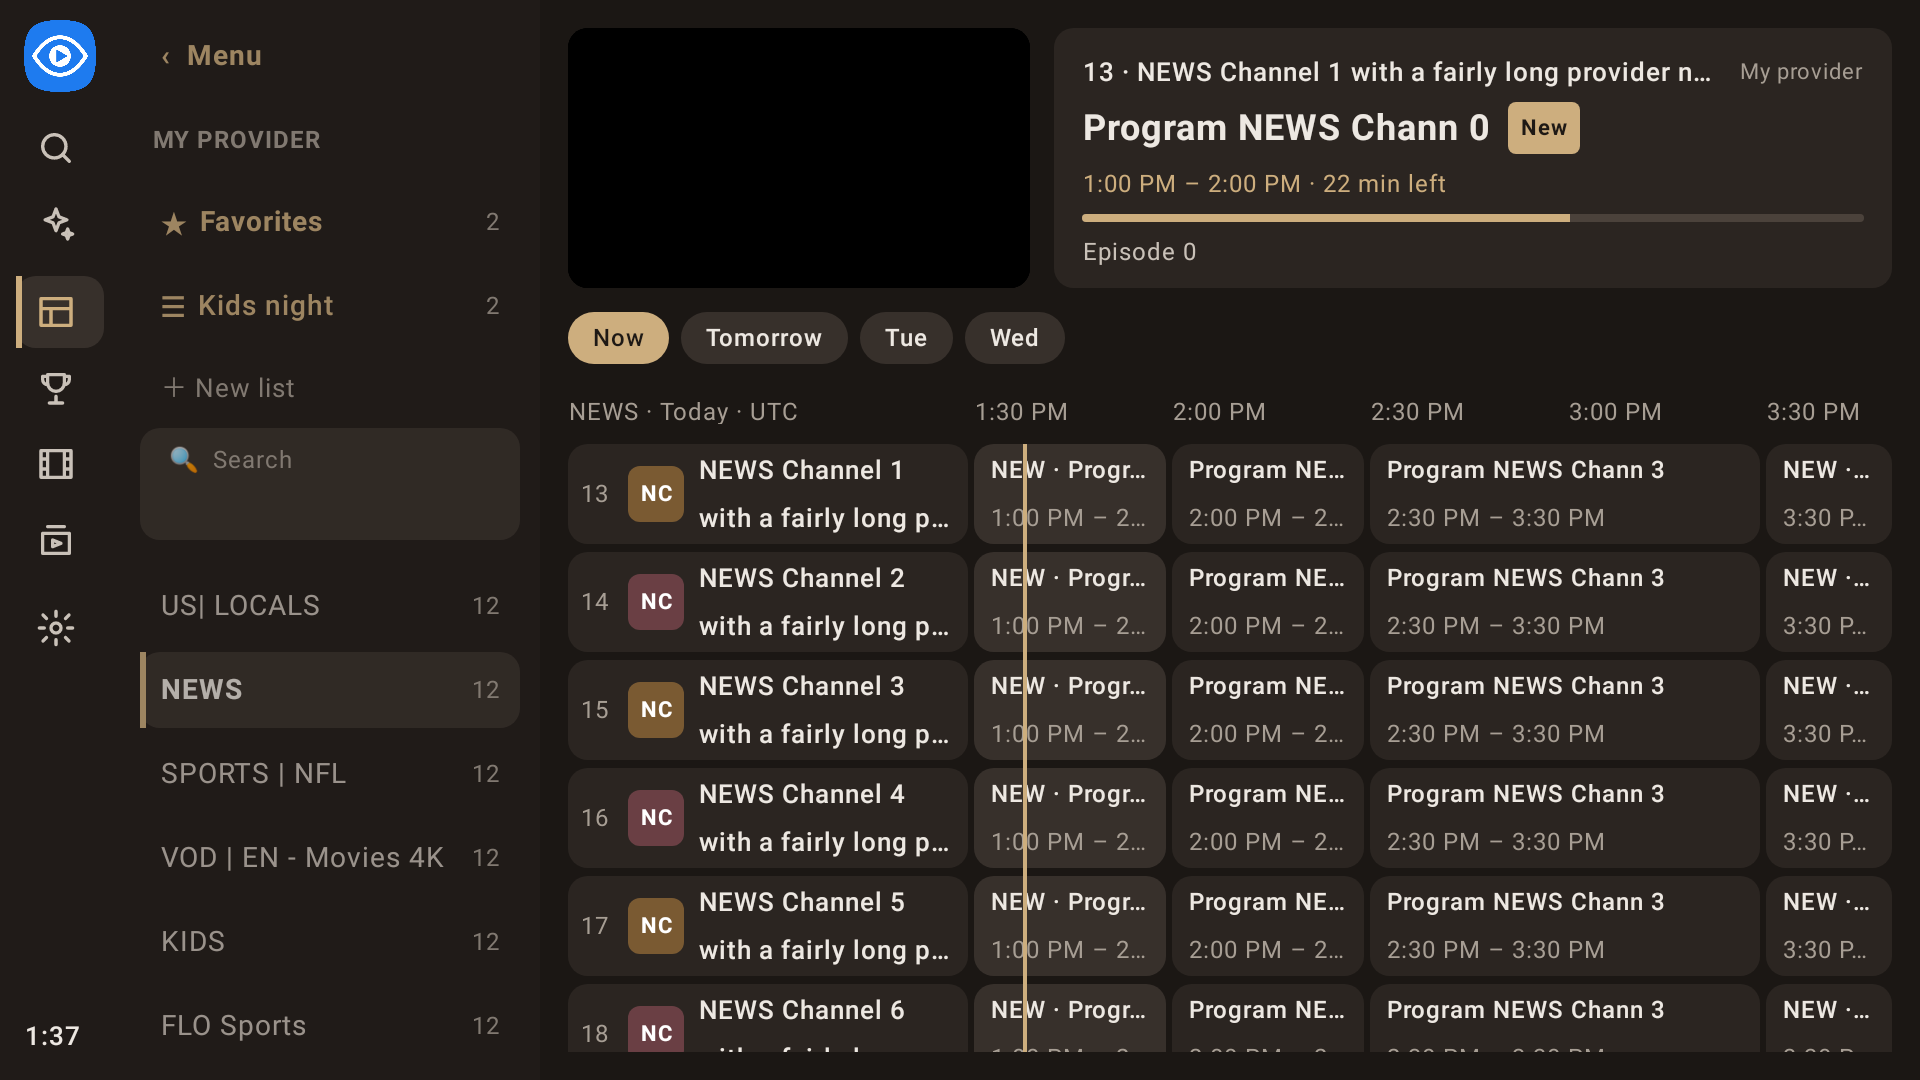 ‹ Menu
MY PROVIDER
★ Favorites 2
☰ Kids night 2
+ New list
🔍 Search
US| LOCALS 12
NEWS 12
SPORTS | NFL 12
VOD | EN - Movies 4K 12
KIDS 12
FLO Sports 12
1:37
13 · NEWS Channel 1 with a fairly long provider n… My provider
Program NEWS Chann 0 New
1:00 PM – 2:00 PM · 22 min left
Episode 0
Now Tomorrow Tue Wed
NEWS · Today · UTC 1:30 PM 2:00 PM 2:30 PM 3:00 PM 3:30 PM
13 NC NEWS Channel 1 with a fairly long p…
NEW · Progr… 1:00 PM – 2…
Program NE… 2:00 PM – 2…
Program NEWS Chann 3 2:30 PM – 3:30 PM
NEW ·… 3:30 P…
14 NC NEWS Channel 2 with a fairly long p…
NEW · Progr… 1:00 PM – 2…
Program NE… 2:00 PM – 2…
Program NEWS Chann 3 2:30 PM – 3:30 PM
NEW ·… 3:30 P…
15 NC NEWS Channel 3 with a fairly long p…
NEW · Progr… 1:00 PM – 2…
Program NE… 2:00 PM – 2…
Program NEWS Chann 3 2:30 PM – 3:30 PM
NEW ·… 3:30 P…
16 NC NEWS Channel 4 with a fairly long p…
NEW · Progr… 1:00 PM – 2…
Program NE… 2:00 PM – 2…
Program NEWS Chann 3 2:30 PM – 3:30 PM
NEW ·… 3:30 P…
17 NC NEWS Channel 5 with a fairly long p…
NEW · Progr… 1:00 PM – 2…
Program NE… 2:00 PM – 2…
Program NEWS Chann 3 2:30 PM – 3:30 PM
NEW ·… 3:30 P…
18 NC NEWS Channel 6
NEW · Progr…
Program NE…
Program NEWS Chann 3
NEW ·…